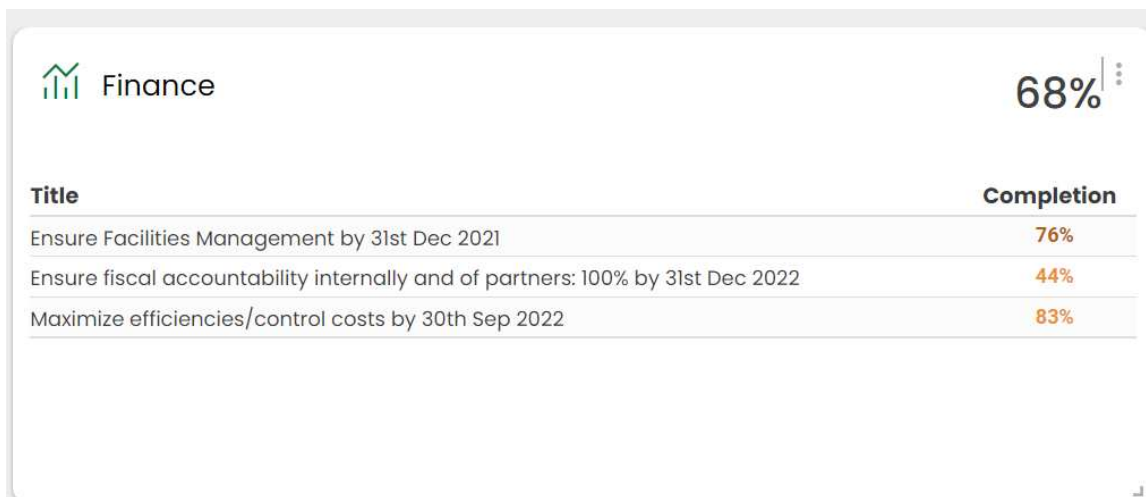 Finance
68%
Title Completion
Ensure Facilities Management by 31st Dec 2021 76%
Ensure fiscal accountability internally and of partners: 100% by 31st Dec 2022 44%
Maximize efficiencies/control costs by 30th Sep 2022 83%